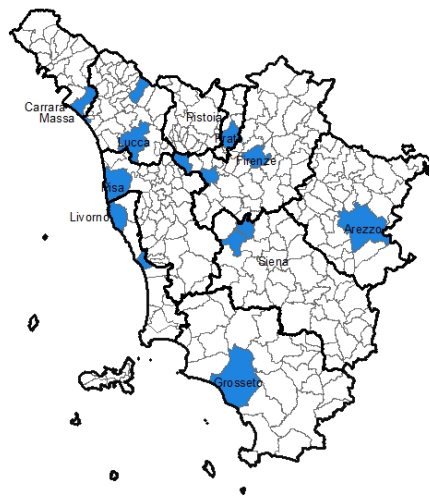 Carrara
Massa
Pistoia
Prato
Lucca
Firenze
Pisa
Livorno
Arezzo
Siena
Grosseto